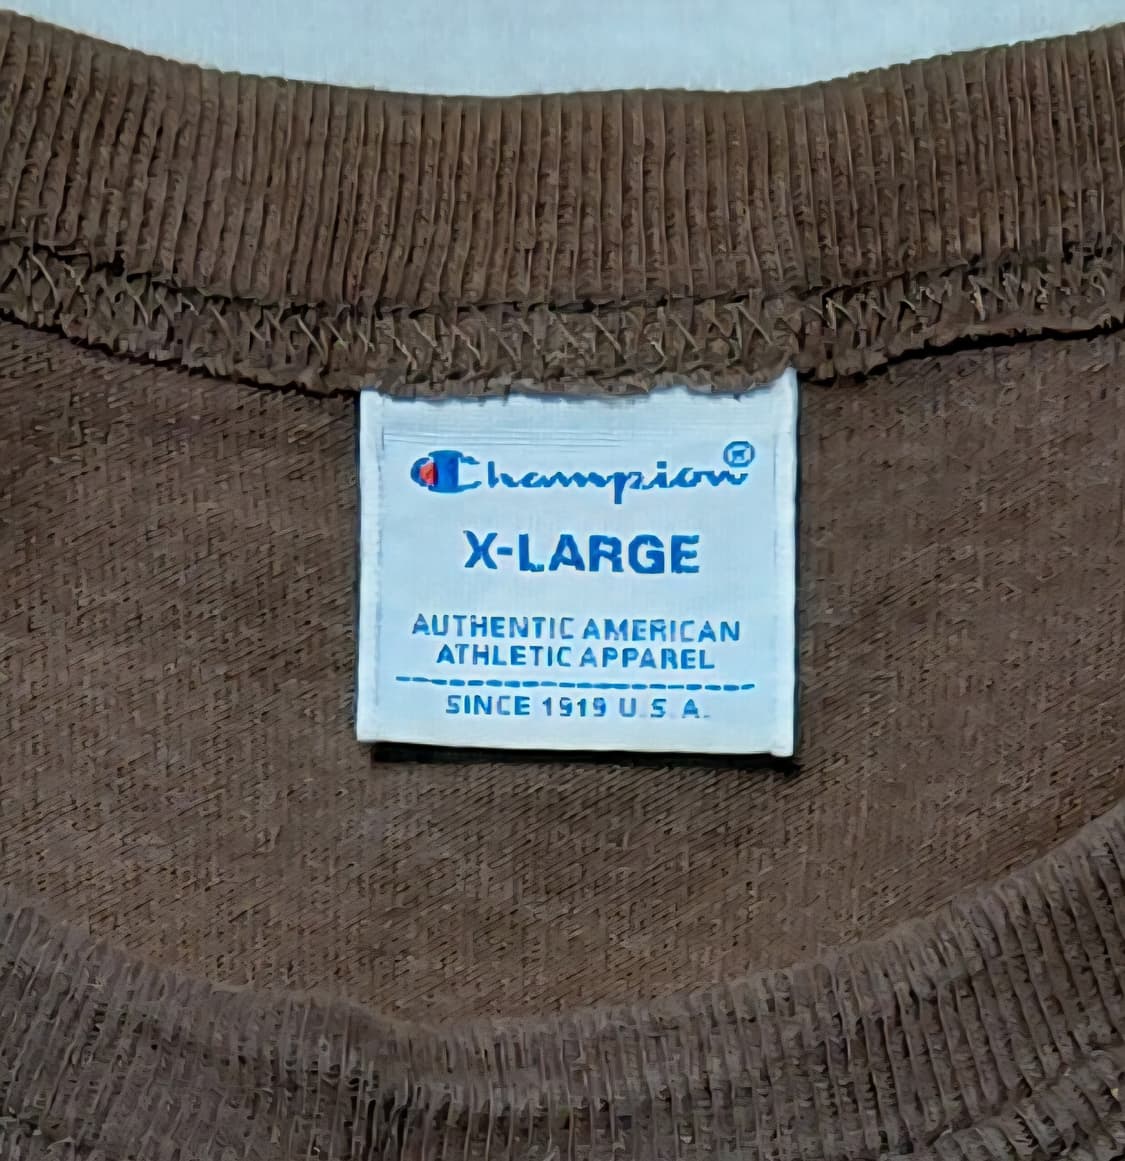 Champion®
X-LARGE
AUTHENTIC AMERICAN
ATHLETIC APPAREL
SINCE 1919 U.S.A.